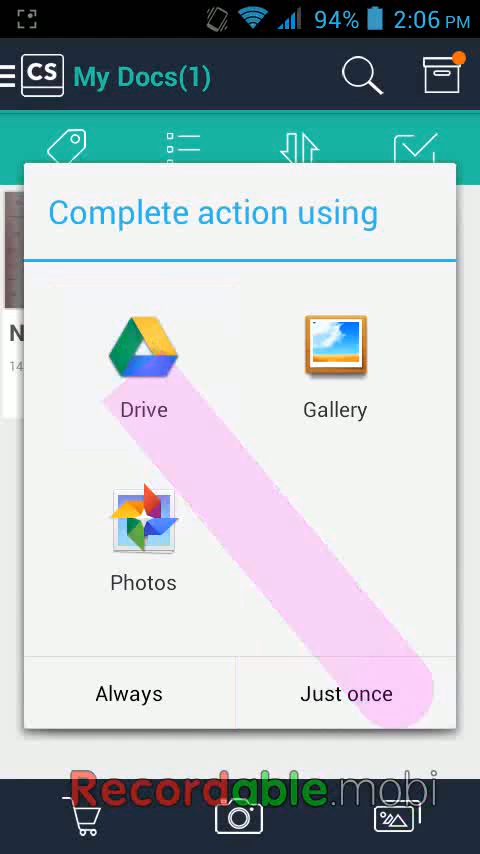 94% 2:06 PM
CS My Docs(1)
Complete action using
N
14
Drive
Gallery
Photos
Always
Just once
Recordable.mobi